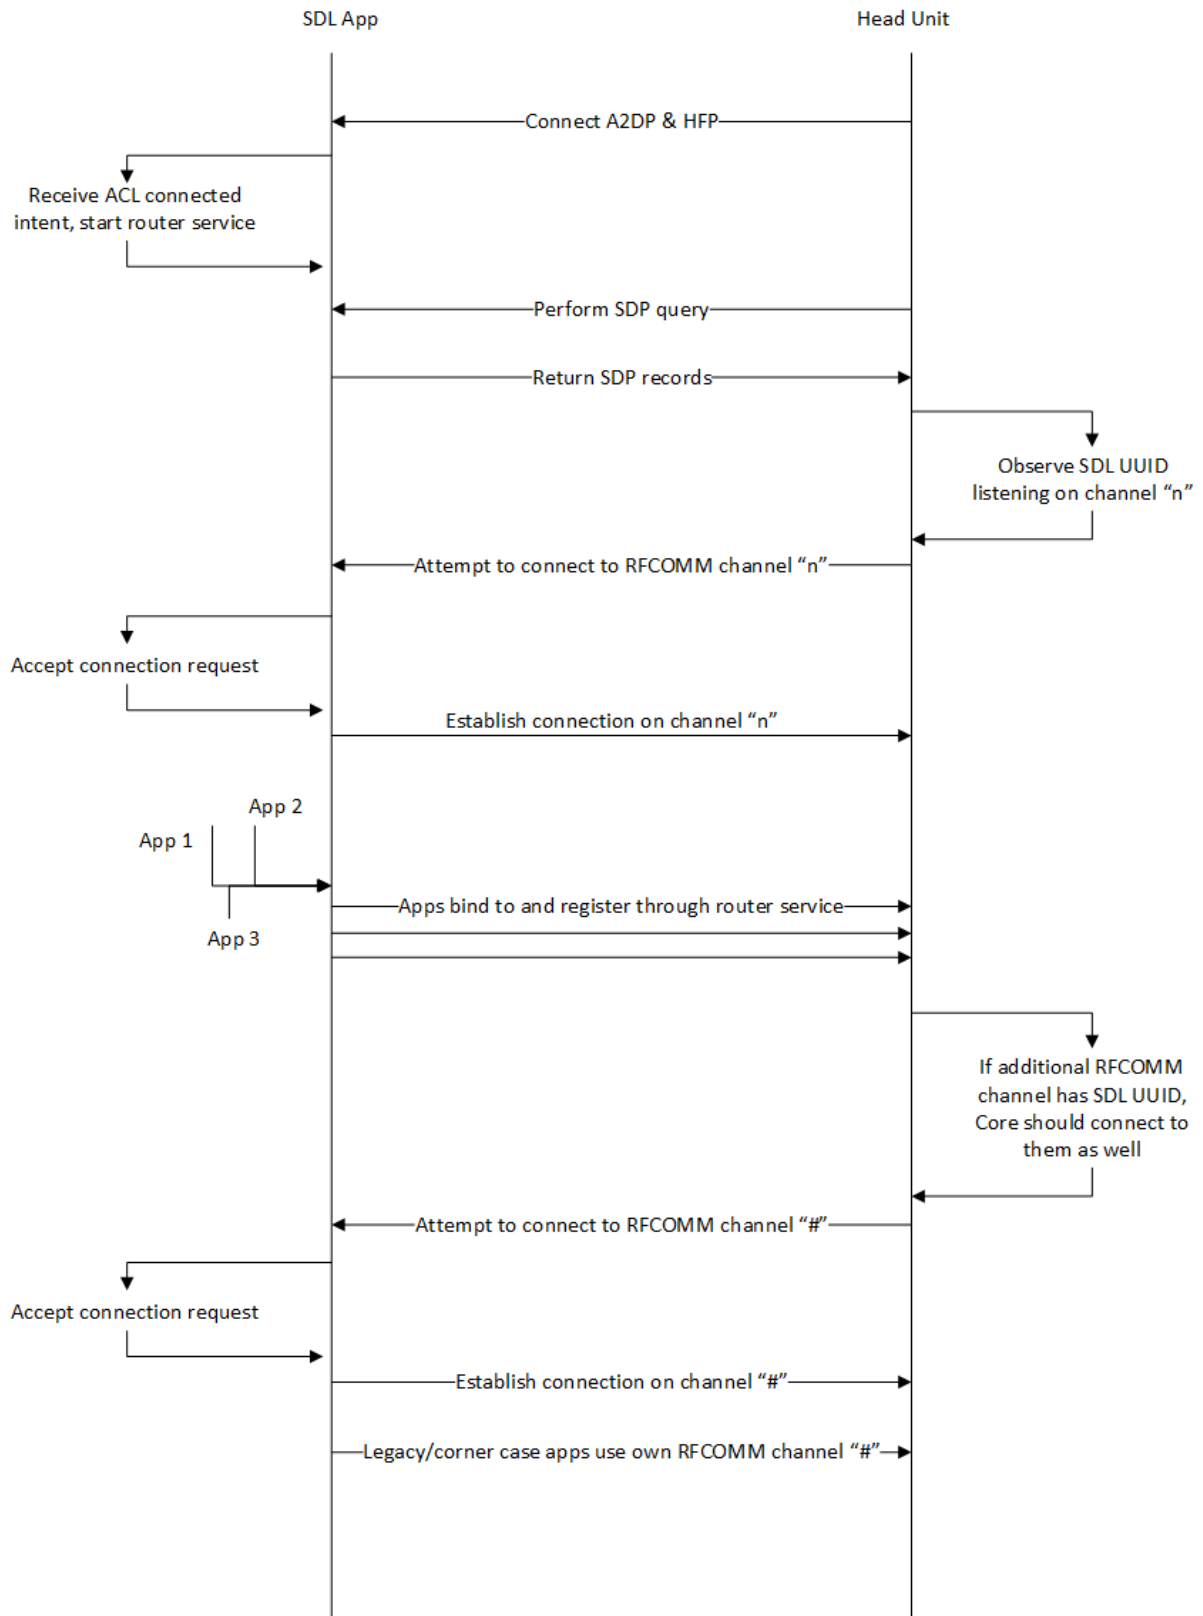 SDL App
Head Unit
Connect A2DP & HFP
Receive ACL connected
intent, start router service
Perform SDP query
Return SDP records
Observe SDL UUID
listening on channel “n”
Attempt to connect to RFCOMM channel “n”
Accept connection request
Establish connection on channel “n”
App 2
App 1
Apps bind to and register through router service
App 3
If additional RFCOMM
channel has SDL UUID,
Core should connect to
them as well
Attempt to connect to RFCOMM channel “#”
Accept connection request
Establish connection on channel “#”
Legacy/corner case apps use own RFCOMM channel “#”